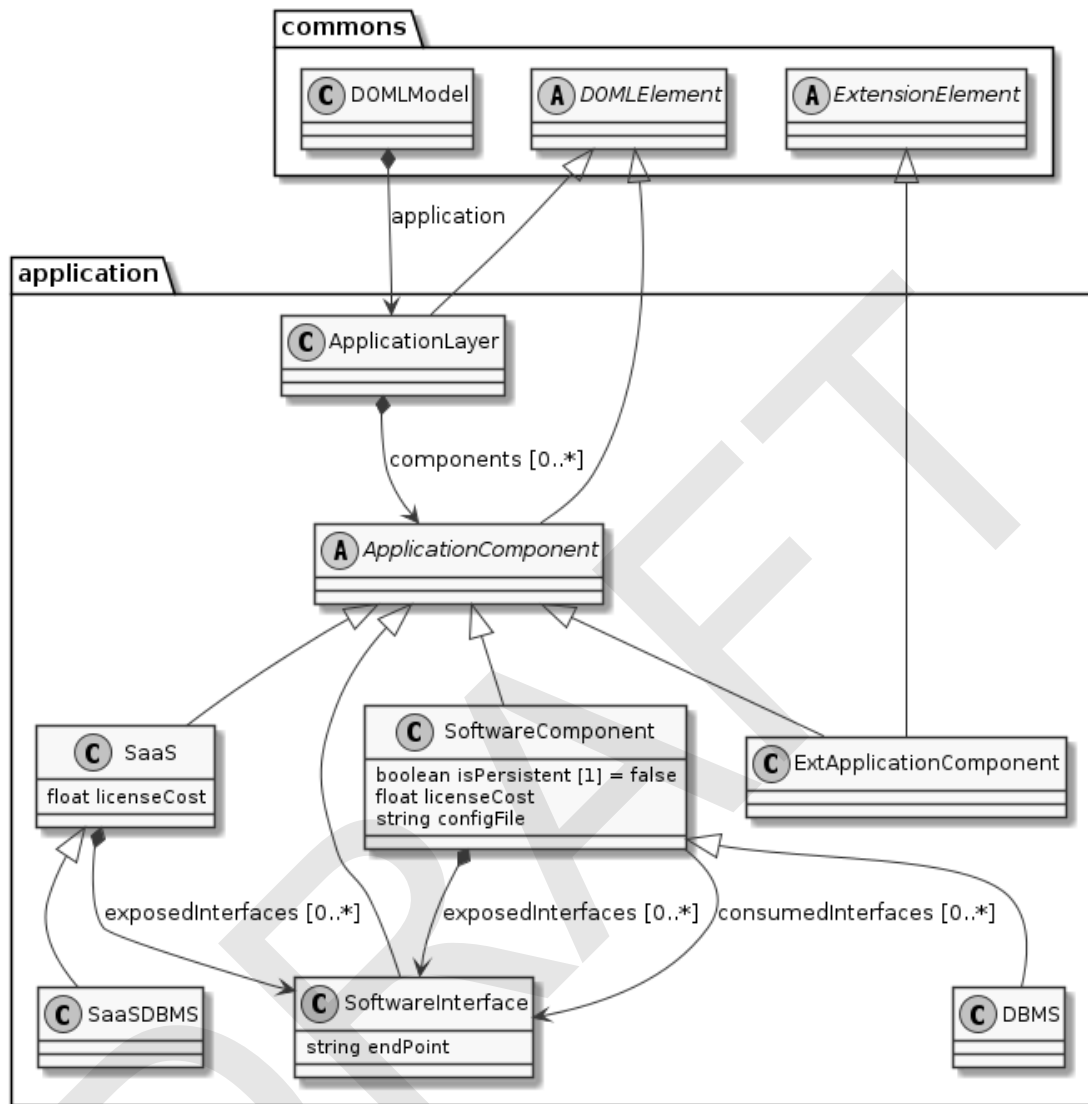 commons
C DOMLModel
A DOMLElement
A ExtensionElement
application
application
C ApplicationLayer
components [0..*]
A ApplicationComponent
C SaaS
float licenseCost
C SoftwareComponent
boolean isPersistent [1] = false
float licenseCost
string configFile
C ExtApplicationComponent
exposedInterfaces [0..*]
exposedInterfaces [0..*]
consumedInterfaces [0..*]
C SaaSDBMS
C SoftwareInterface
string endPoint
C DBMS
DRAFT